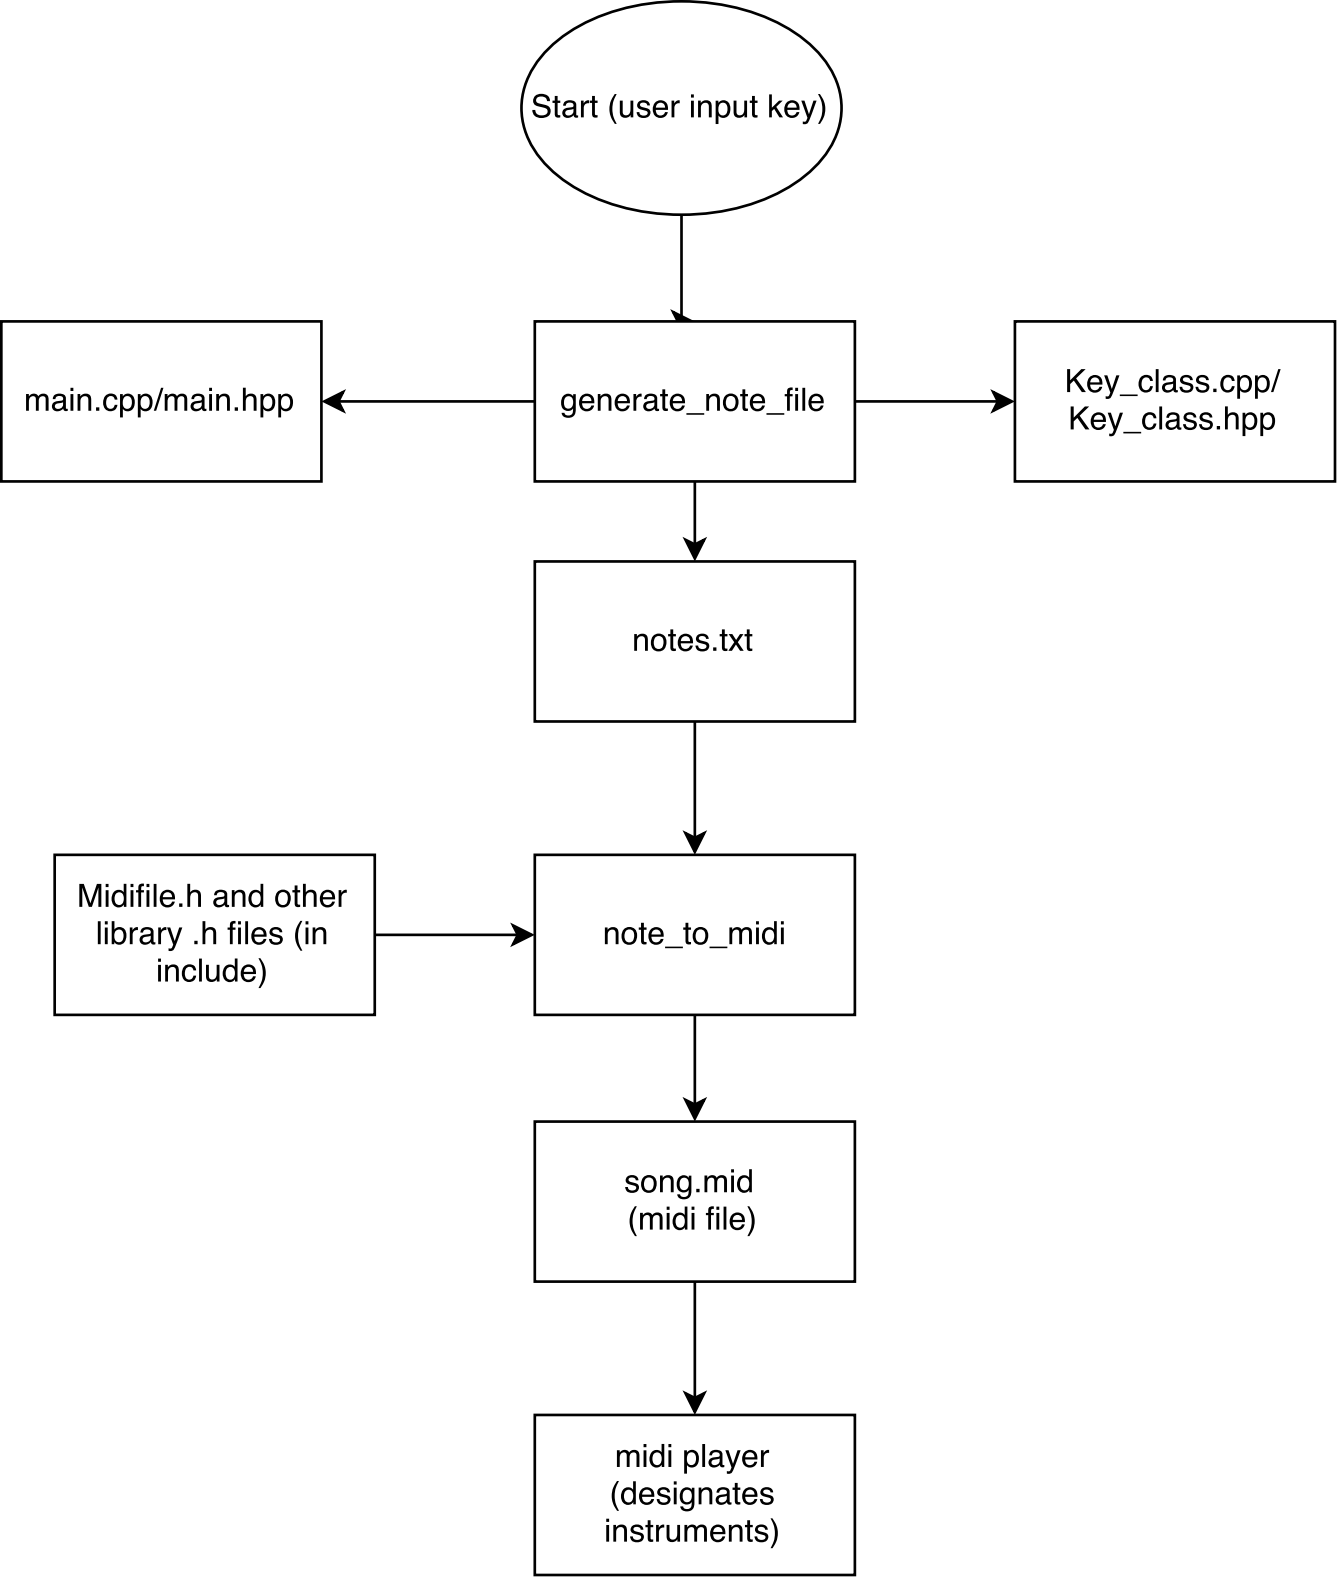 Start (user input key)
main.cpp/main.hpp
generate_note_file
Key_class.cpp/
Key_class.hpp
notes.txt
Midifile.h and other
library .h files (in
include)
note_to_midi
song.mid
(midi file)
midi player
(designates
instruments)